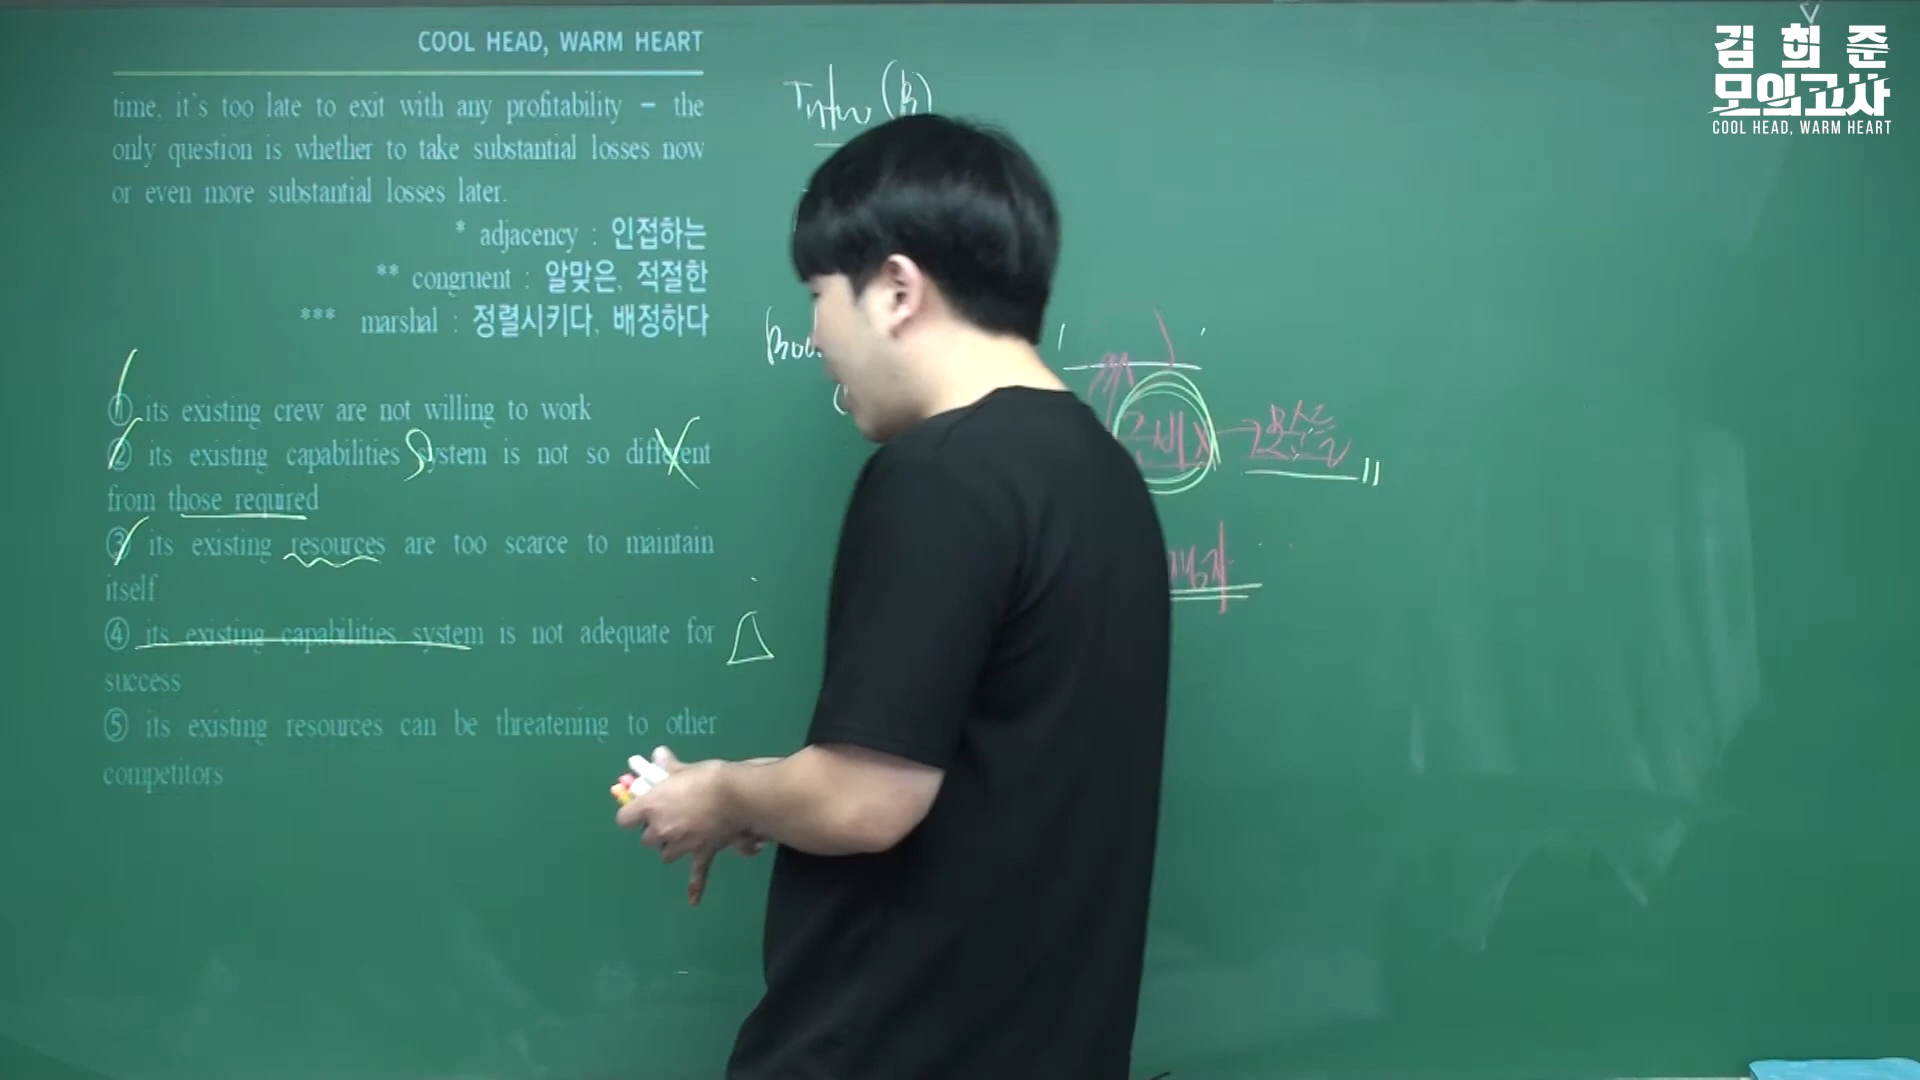 COOL HEAD, WARM HEART
time, it's too late to exit with any profitability – the
only question is whether to take substantial losses now
or even more substantial losses later.
* adjacency : 인접하는
** congruent : 알맞은, 적절한
*** marshal : 정렬시키다, 배정하다
① its existing crew are not willing to work
② its existing capabilities system is not so different
from those required
③ its existing resources are too scarce to maintain
itself
④ its existing capabilities system is not adequate for
success
⑤ its existing resources can be threatening to other
competitors
김희준
모의고사
COOL HEAD, WARM HEART